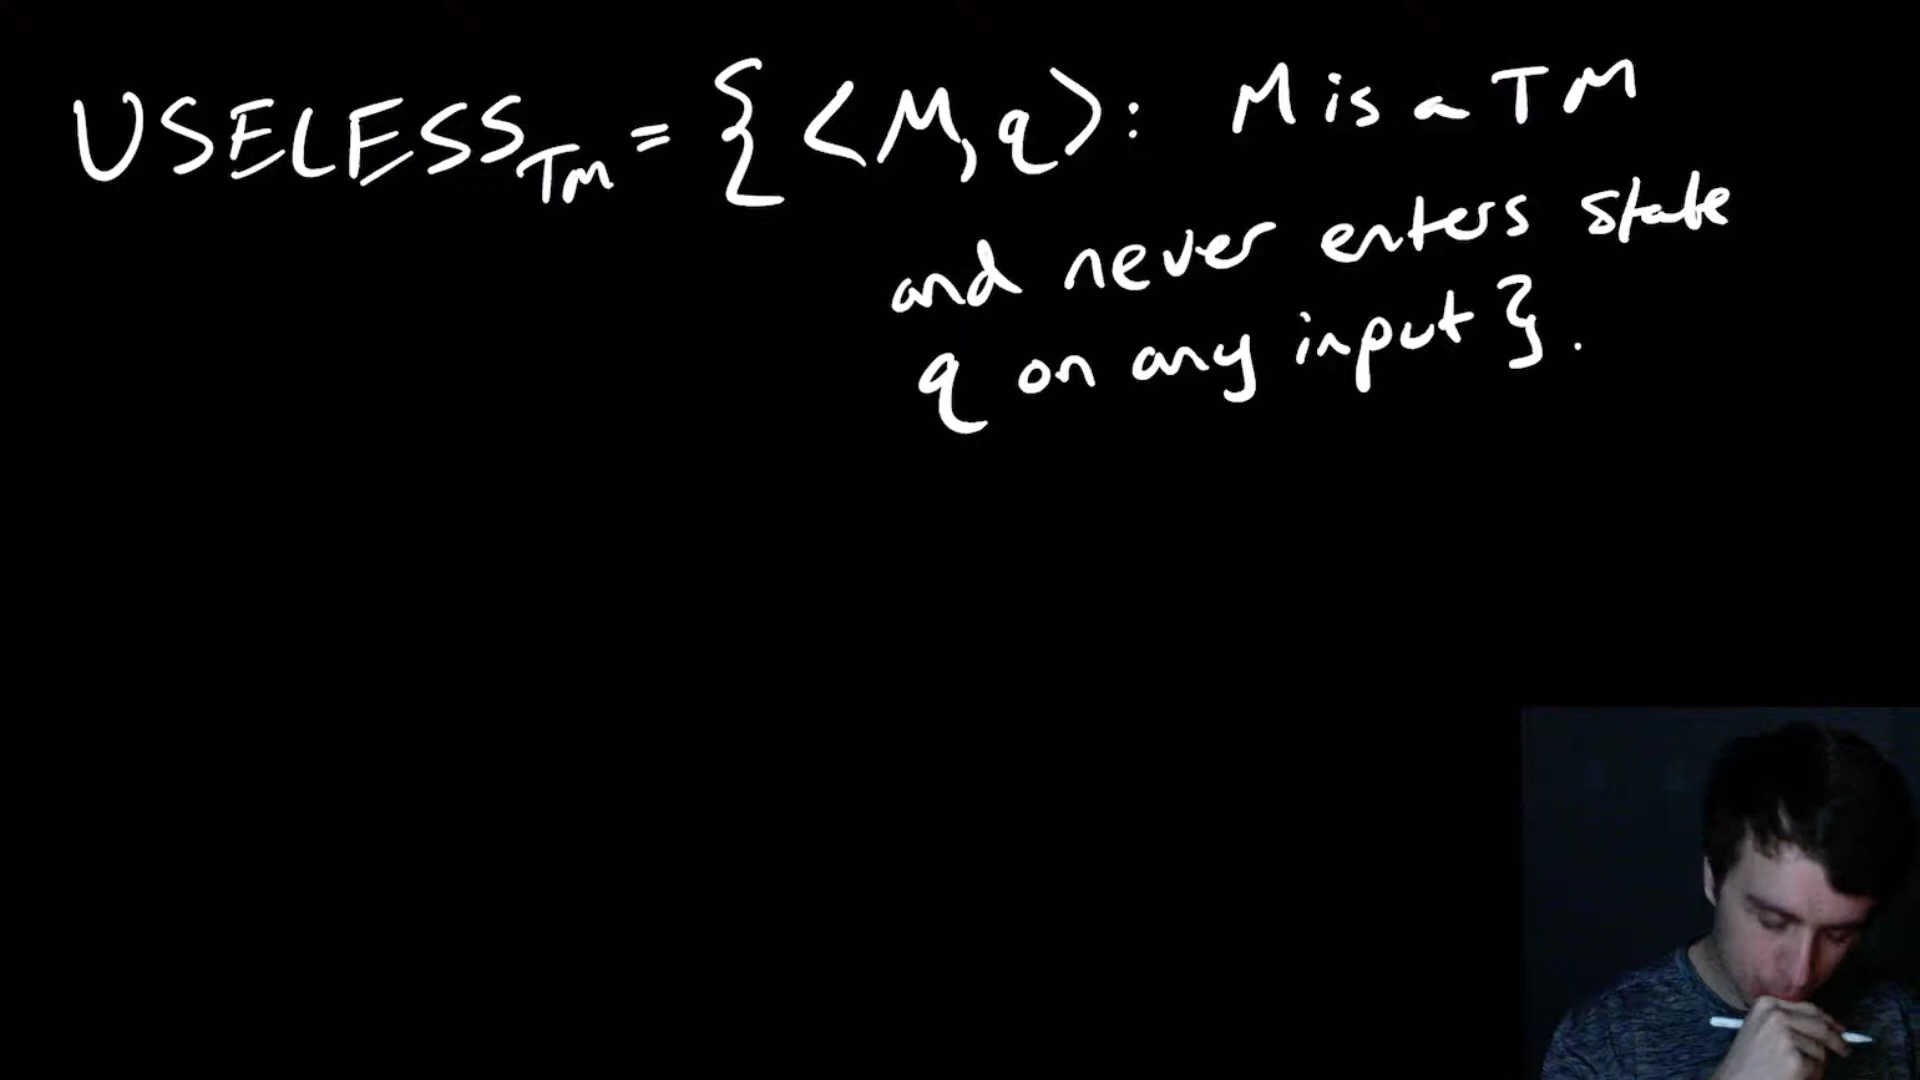 USELESS_TM = { <M, q> : M is a TM
and never enters state
q on any input } .